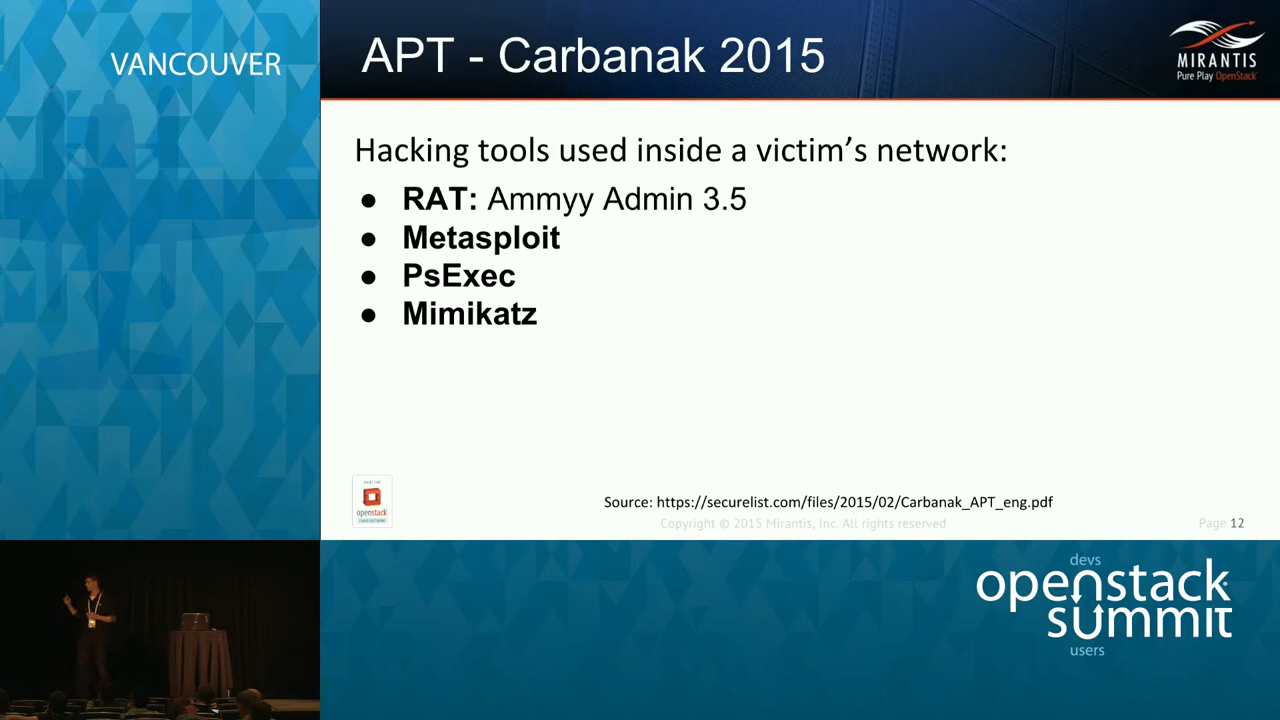 VANCOUVER
APT - Carbanak 2015
MIRANTIS
Pure Play OpenStack
Hacking tools used inside a victim’s network:
● RAT: Ammyy Admin 3.5
● Metasploit
● PsExec
● Mimikatz
openstack
Source: https://securelist.com/files/2015/02/Carbanak_APT_eng.pdf
Copyright © 2015 Mirantis, Inc. All rights reserved
Page 12
devs
openstack
summit
users